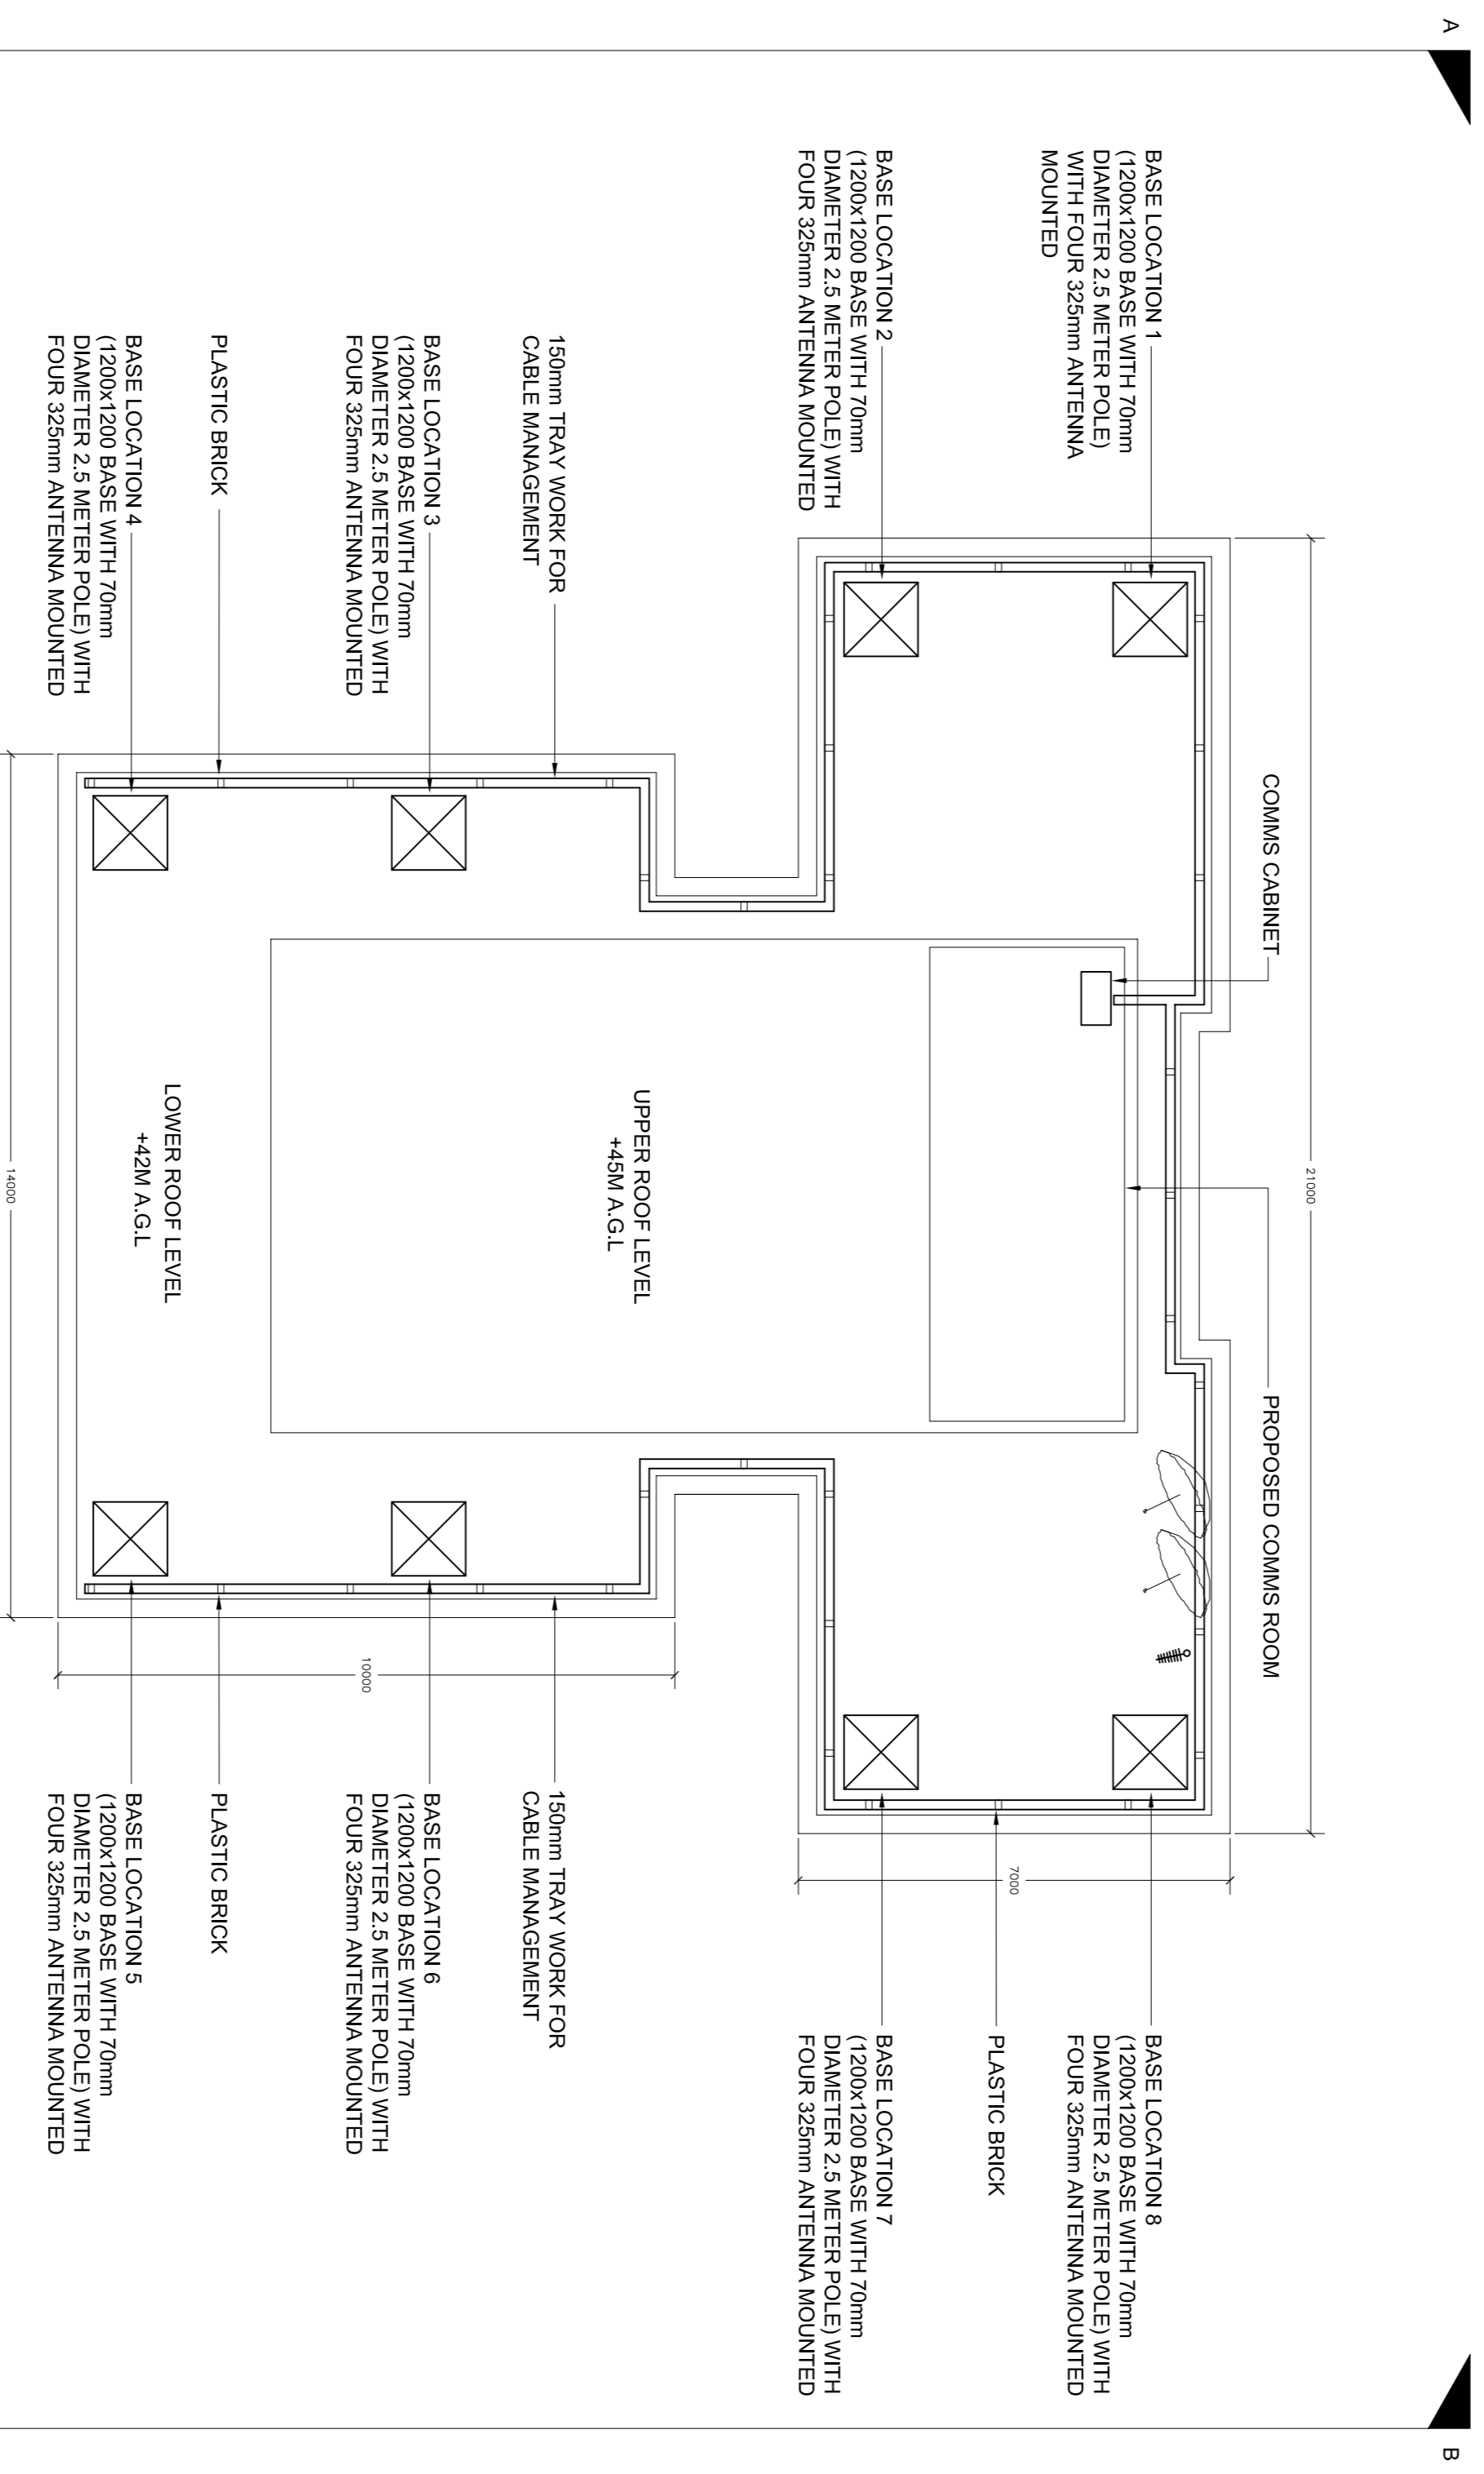 A
B
21000
COMMS CABINET
PROPOSED COMMS ROOM
BASE LOCATION 1
(1200x1200 BASE WITH 70mm
DIAMETER 2.5 METER POLE)
WITH FOUR 325mm ANTENNA
MOUNTED
BASE LOCATION 8
(1200x1200 BASE WITH 70mm
DIAMETER 2.5 METER POLE) WITH
FOUR 325mm ANTENNA MOUNTED
PLASTIC BRICK
7000
BASE LOCATION 2
(1200x1200 BASE WITH 70mm
DIAMETER 2.5 METER POLE) WITH
FOUR 325mm ANTENNA MOUNTED
BASE LOCATION 7
(1200x1200 BASE WITH 70mm
DIAMETER 2.5 METER POLE) WITH
FOUR 325mm ANTENNA MOUNTED
UPPER ROOF LEVEL
+45M A.G.L
150mm TRAY WORK FOR
CABLE MANAGEMENT
150mm TRAY WORK FOR
CABLE MANAGEMENT
BASE LOCATION 3
(1200x1200 BASE WITH 70mm
DIAMETER 2.5 METER POLE) WITH
FOUR 325mm ANTENNA MOUNTED
10000
BASE LOCATION 6
(1200x1200 BASE WITH 70mm
DIAMETER 2.5 METER POLE) WITH
FOUR 325mm ANTENNA MOUNTED
PLASTIC BRICK
PLASTIC BRICK
LOWER ROOF LEVEL
+42M A.G.L
BASE LOCATION 4
(1200x1200 BASE WITH 70mm
DIAMETER 2.5 METER POLE) WITH
FOUR 325mm ANTENNA MOUNTED
BASE LOCATION 5
(1200x1200 BASE WITH 70mm
DIAMETER 2.5 METER POLE) WITH
FOUR 325mm ANTENNA MOUNTED
14000